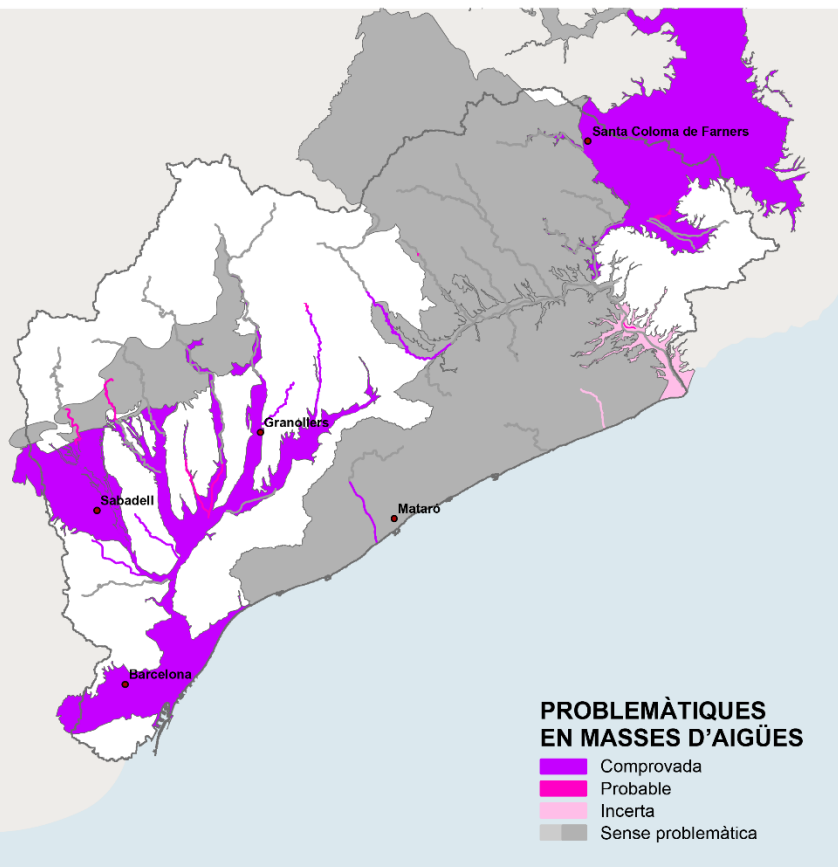 Santa Coloma de Farners
Granollers
Sabadell
Mataró
Barcelona
PROBLEMÀTIQUES
EN MASSES D'AIGÜES
Comprovada
Probable
Incerta
Sense problemàtica